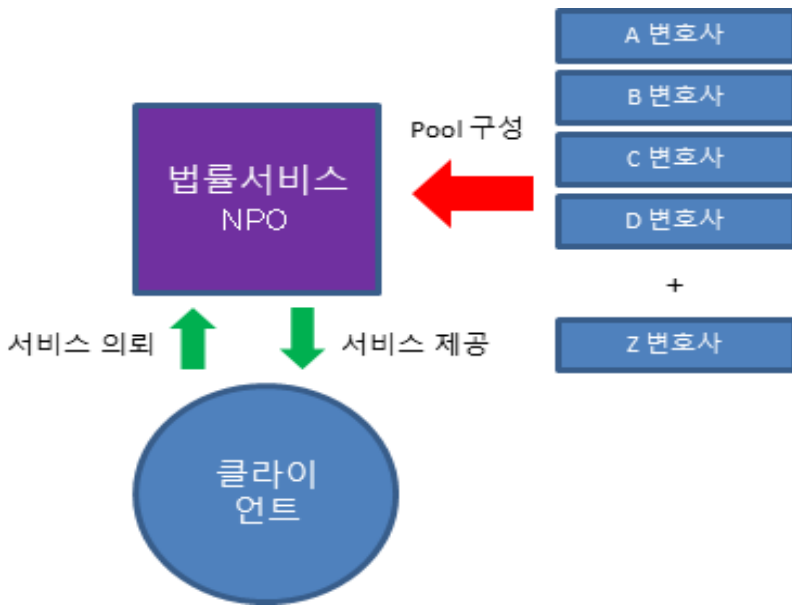 A 변호사
B 변호사
Pool 구성
C 변호사
법률서비스
NPO
D 변호사
+
서비스 의뢰
서비스 제공
Z 변호사
클라이
언트